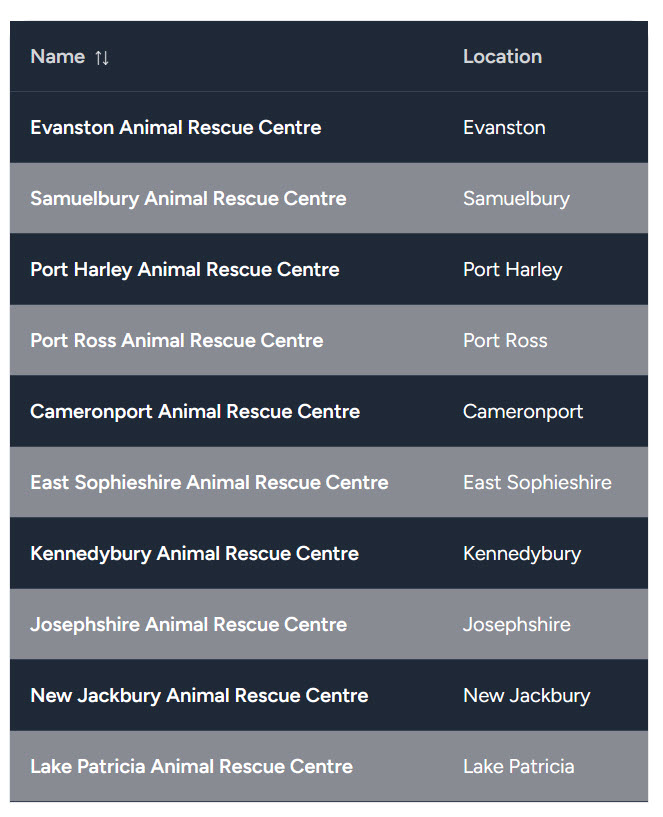 Name ↑↓ Location
Evanston Animal Rescue Centre Evanston
Samuelbury Animal Rescue Centre Samuelbury
Port Harley Animal Rescue Centre Port Harley
Port Ross Animal Rescue Centre Port Ross
Cameronport Animal Rescue Centre Cameronport
East Sophieshire Animal Rescue Centre East Sophieshire
Kennedybury Animal Rescue Centre Kennedybury
Josephshire Animal Rescue Centre Josephshire
New Jackbury Animal Rescue Centre New Jackbury
Lake Patricia Animal Rescue Centre Lake Patricia